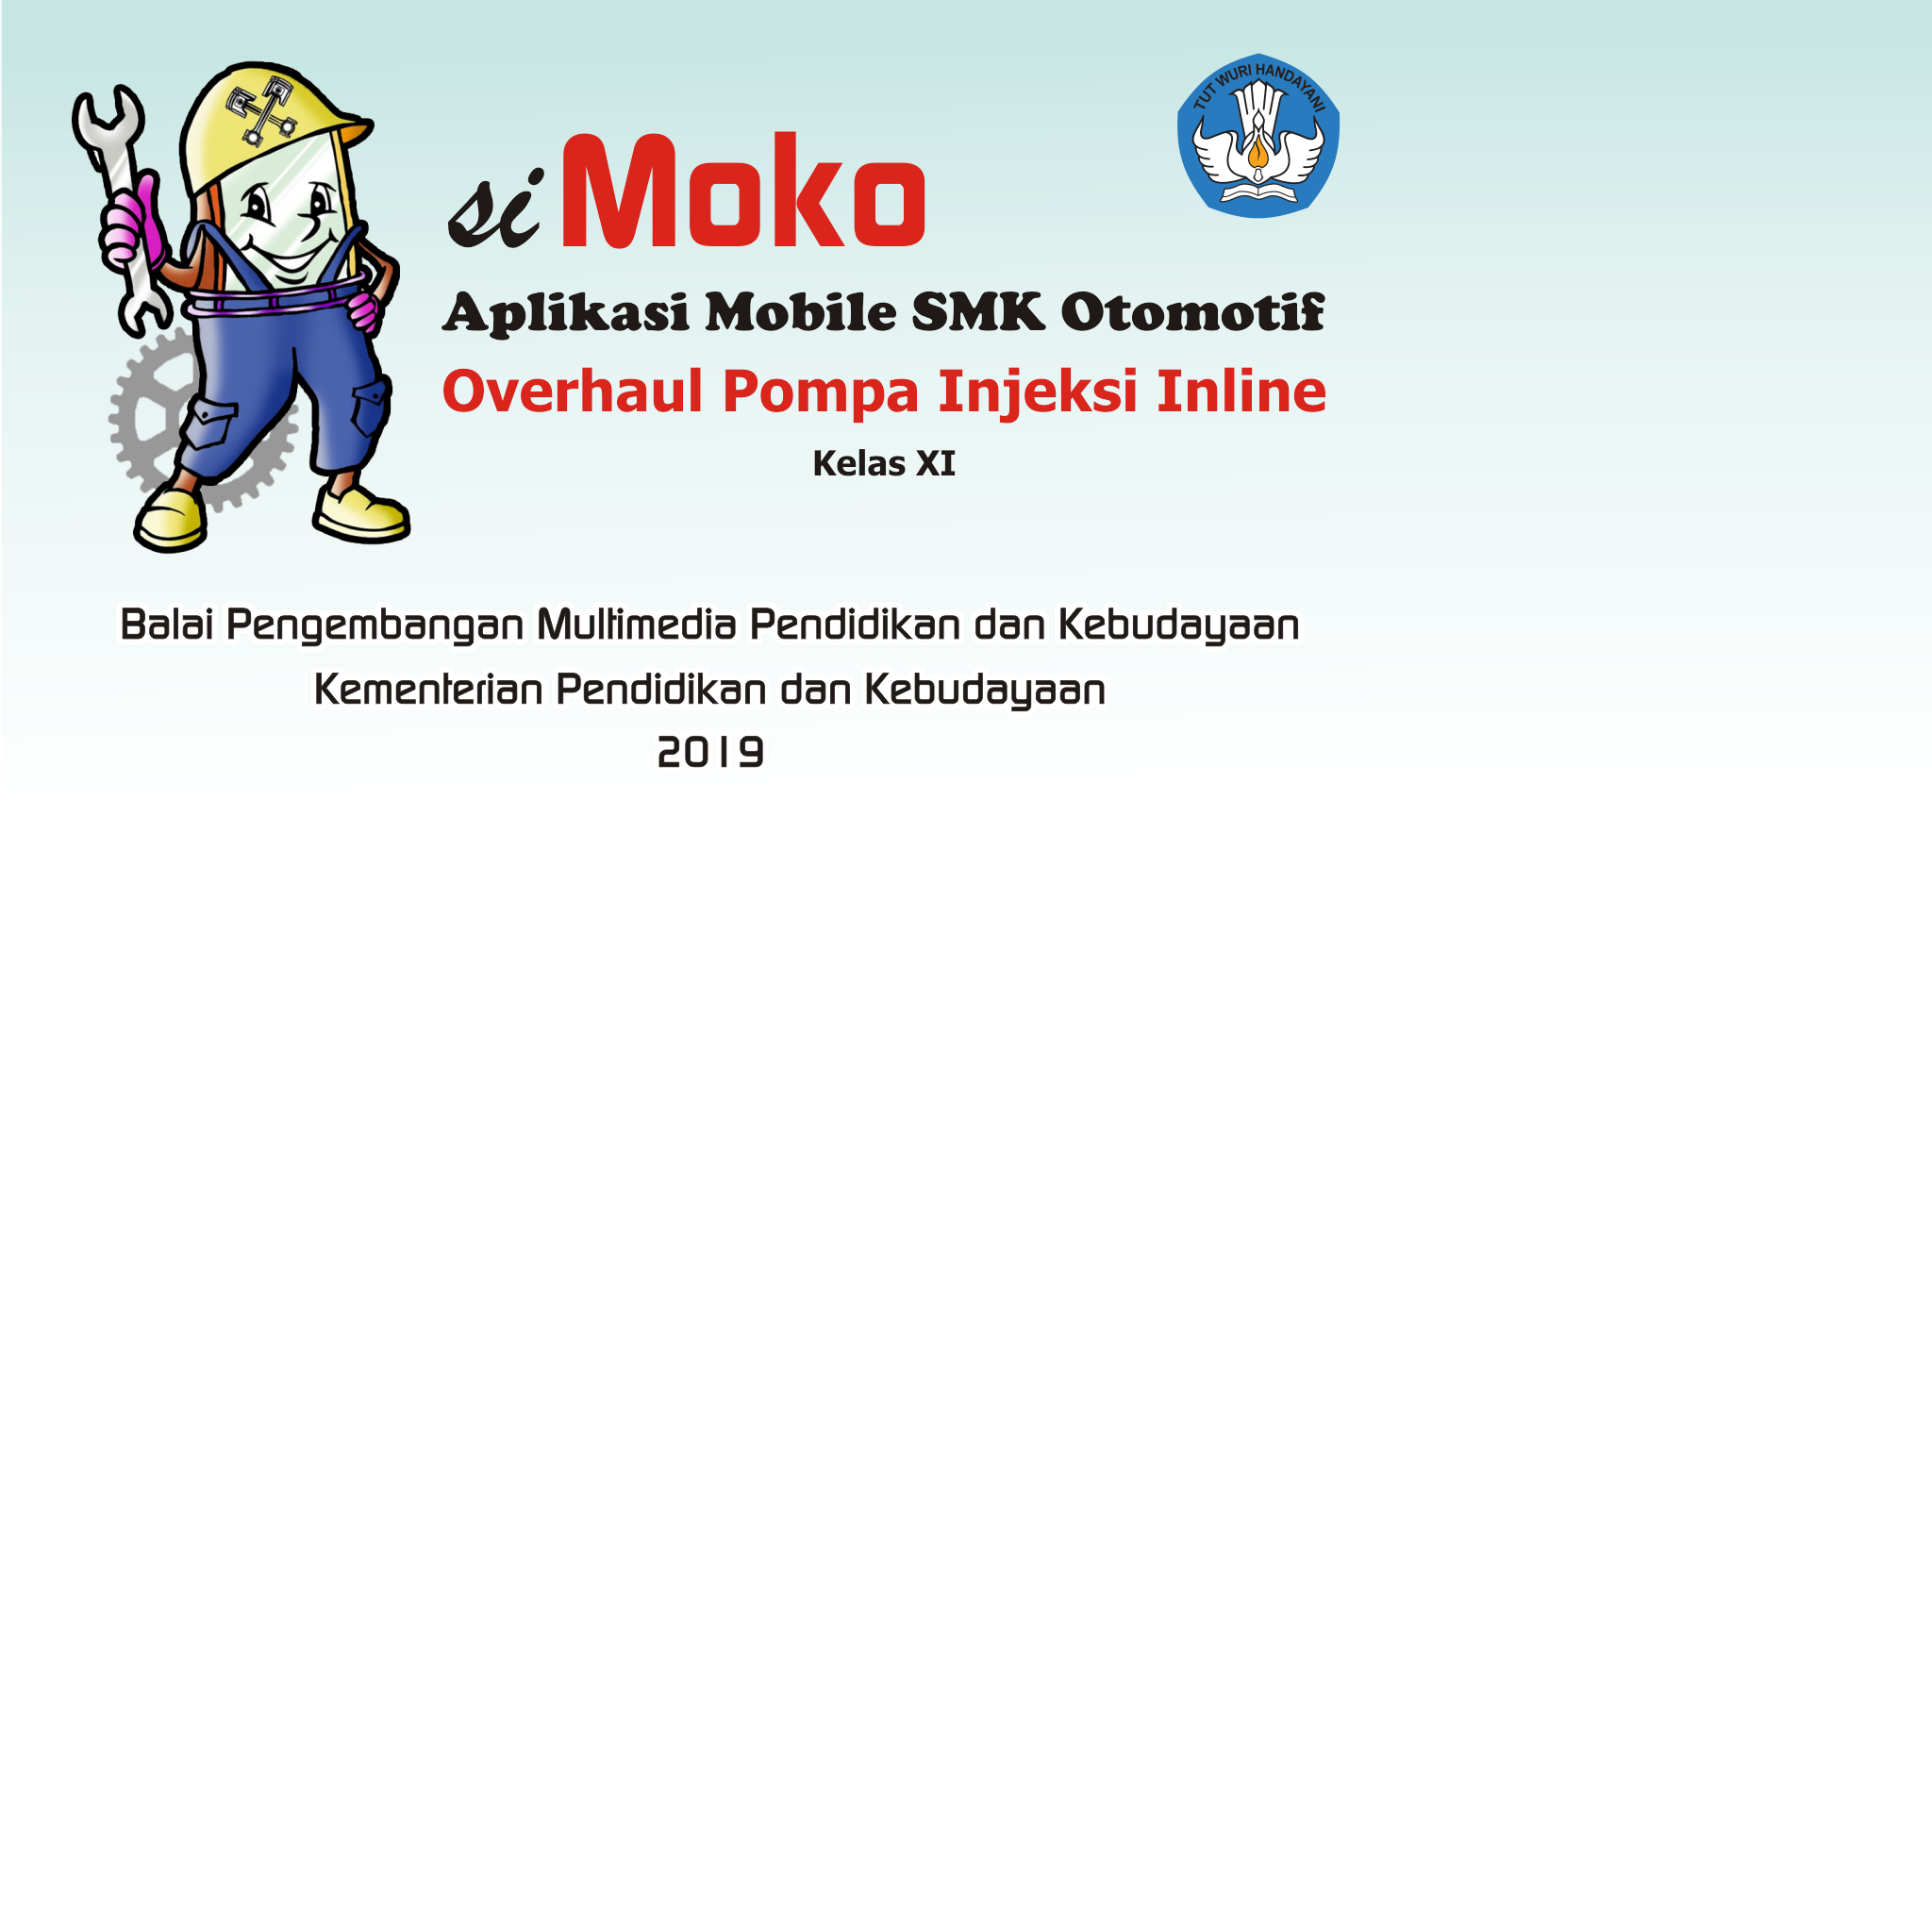 TUT WURI HANDAYANI
si Moko
Aplikasi Mobile SMK Otomotif
Overhaul Pompa Injeksi Inline
Kelas XI
Balai Pengembangan Multimedia Pendidikan dan Kebudayaan
Kementerian Pendidikan dan Kebudayaan
2019